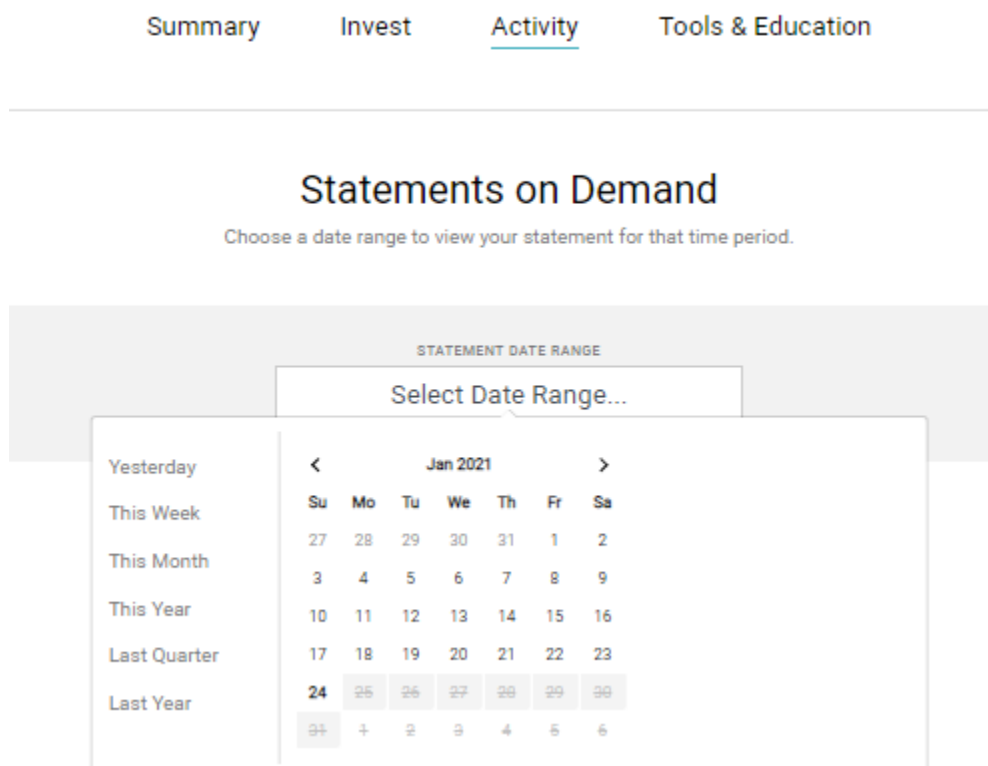 Summary Invest Activity Tools & Education
Statements on Demand
Choose a date range to view your statement for that time period.
STATEMENT DATE RANGE
Select Date Range...
Yesterday
This Week
This Month
This Year
Last Quarter
Last Year
< Jan 2021 >
Su Mo Tu We Th Fr Sa
27 28 29 30 31 1 2
3 4 5 6 7 8 9
10 11 12 13 14 15 16
17 18 19 20 21 22 23
24 25 26 27 28 29 30
31 1 2 3 4 5 6